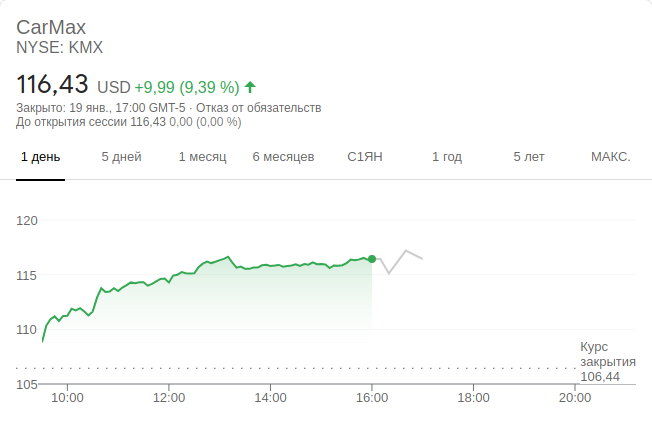 CarMax
NYSE: KMX
116,43 USD +9,99 (9,39 %)
Закрыто: 19 янв., 17:00 GMT-5 · Отказ от обязательств
До открытия сессии 116,43 0,00 (0,00 %)
1 день 5 дней 1 месяц 6 месяцев С1ЯН 1 год 5 лет МАКС.
120
115
110
Курс
закрытия
106,44
105
10:00 12:00 14:00 16:00 18:00 20:00